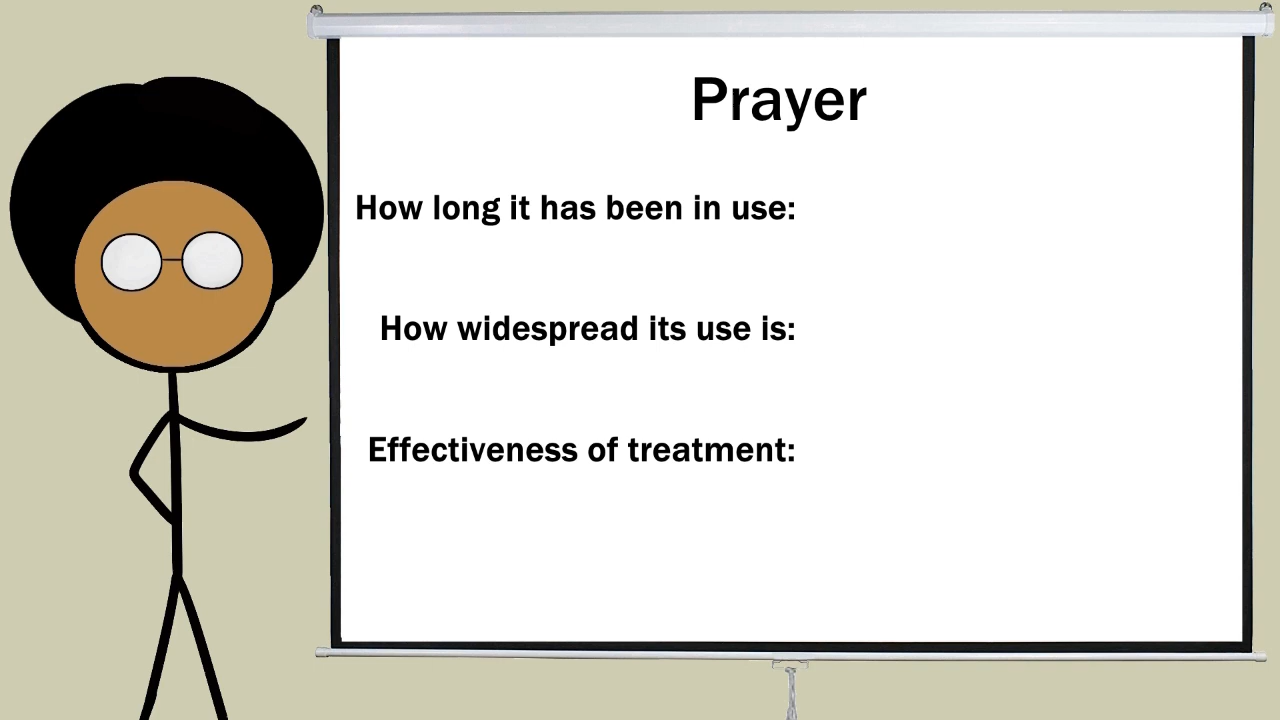 Prayer
How long it has been in use:
How widespread its use is:
Effectiveness of treatment: